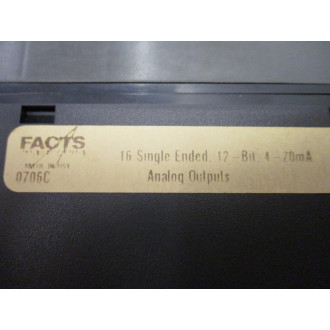 FACTS
0706C
16 Single Ended, 12-Bit, 4-20mA
Analog Outputs